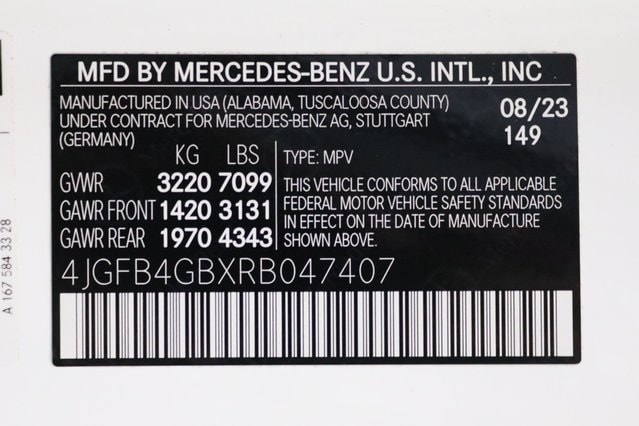 MFD BY MERCEDES-BENZ U.S. INTL., INC
MANUFACTURED IN USA (ALABAMA, TUSCALOOSA COUNTY)
UNDER CONTRACT FOR MERCEDES-BENZ AG, STUTTGART
(GERMANY)
08/23
149
KG LBS
GVWR 3220 7099
GAWR FRONT 1420 3131
GAWR REAR 1970 4343
TYPE: MPV
THIS VEHICLE CONFORMS TO ALL APPLICABLE
FEDERAL MOTOR VEHICLE SAFETY STANDARDS
IN EFFECT ON THE DATE OF MANUFACTURE
SHOWN ABOVE.
4JGFB4GBXRB047407
A 167 584 33 28